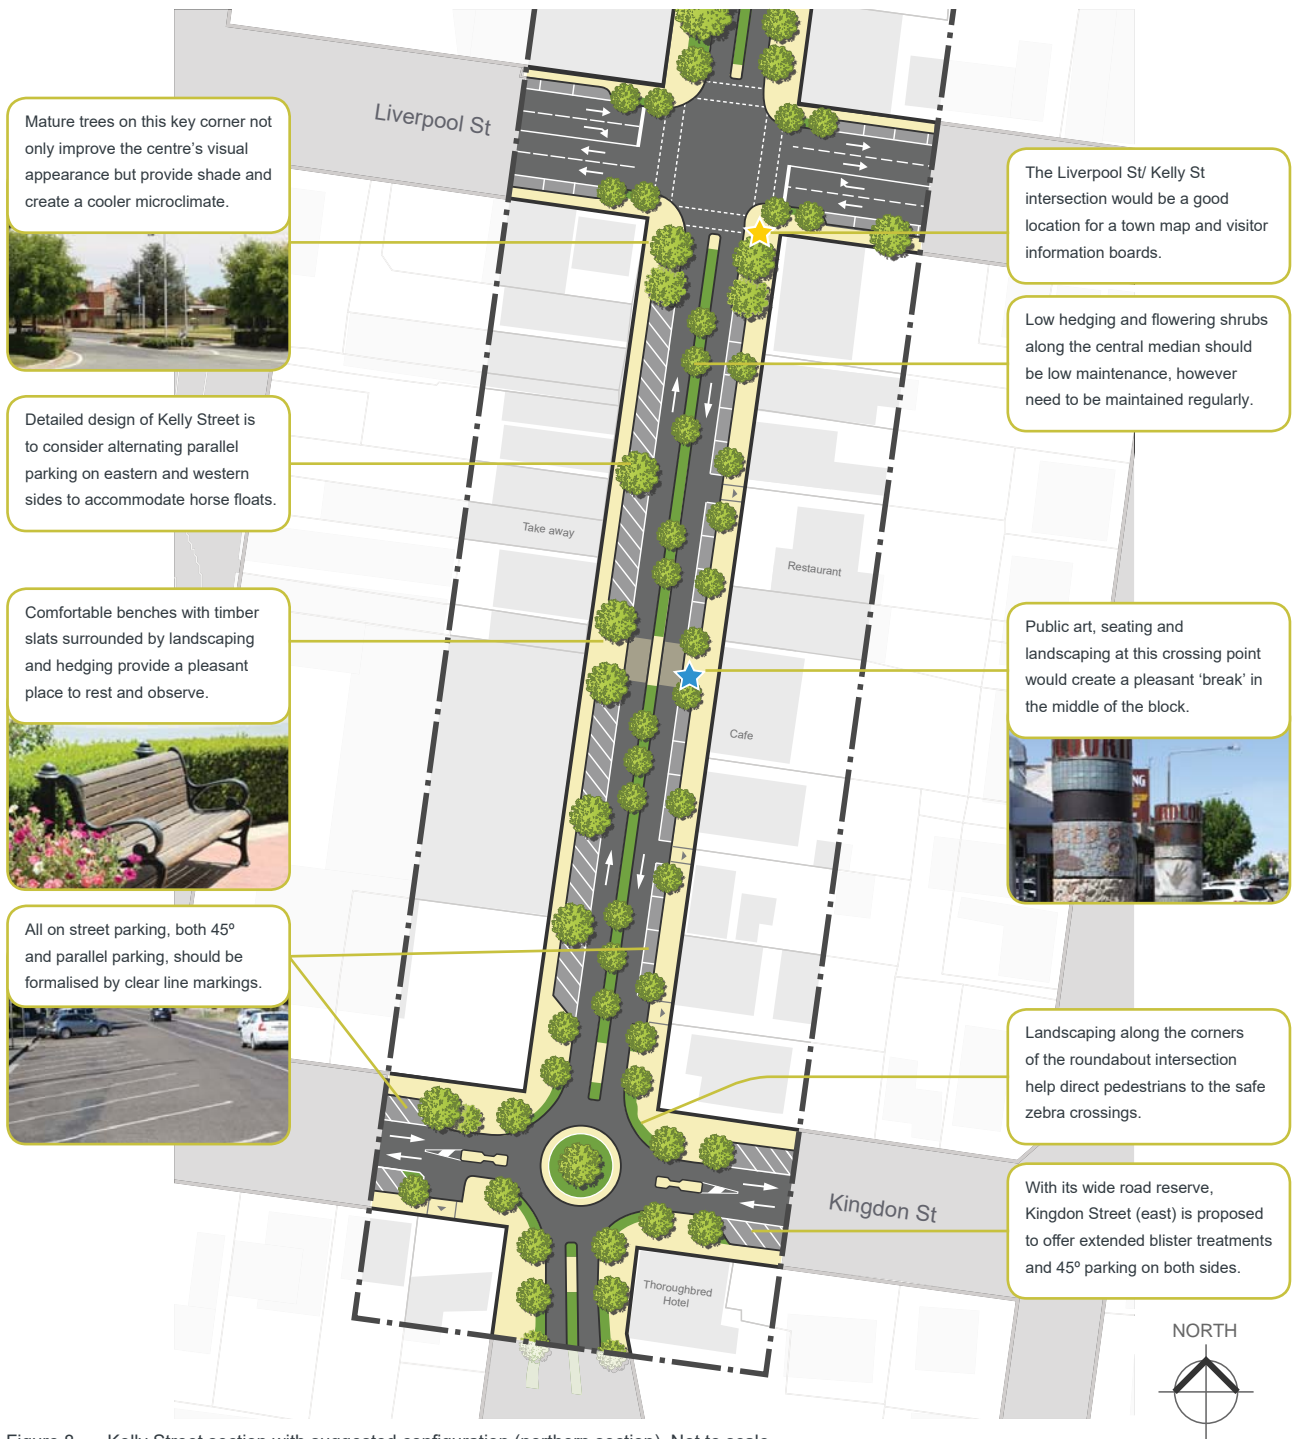 Liverpool St
Mature trees on this key corner not
only improve the centre's visual
appearance but provide shade and
create a cooler microclimate.
The Liverpool St/ Kelly St
intersection would be a good
location for a town map and visitor
information boards.
Low hedging and flowering shrubs
along the central median should
be low maintenance, however
need to be maintained regularly.
Detailed design of Kelly Street is
to consider alternating parallel
parking on eastern and western
sides to accommodate horse floats.
Take away
Restaurant
Comfortable benches with timber
slats surrounded by landscaping
and hedging provide a pleasant
place to rest and observe.
Public art, seating and
landscaping at this crossing point
would create a pleasant ‘break’ in
the middle of the block.
Cafe
All on street parking, both 45º
and parallel parking, should be
formalised by clear line markings.
Landscaping along the corners
of the roundabout intersection
help direct pedestrians to the safe
zebra crossings.
Kingdon St
With its wide road reserve,
Kingdon Street (east) is proposed
to offer extended blister treatments
and 45º parking on both sides.
Thoroughbred
Hotel
NORTH